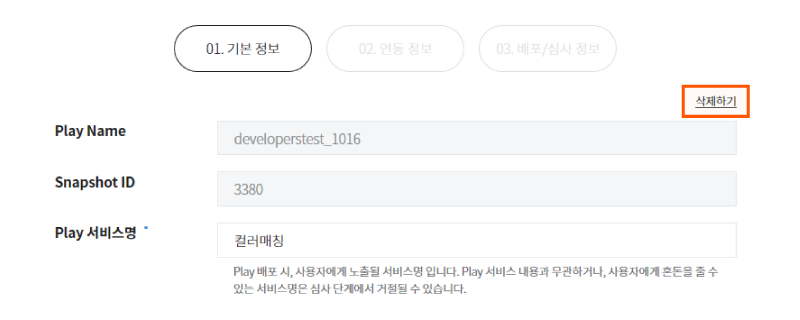 01. 기본 정보
02. 연동 정보
03. 배포/심사 정보
삭제하기
Play Name
developerstest_1016
Snapshot ID
3380
Play 서비스명
컬러매칭
Play 배포 시, 사용자에게 노출될 서비스명 입니다. Play 서비스 내용과 무관하거나, 사용자에게 혼돈을 줄 수
있는 서비스명은 심사 단계에서 거절될 수 있습니다.